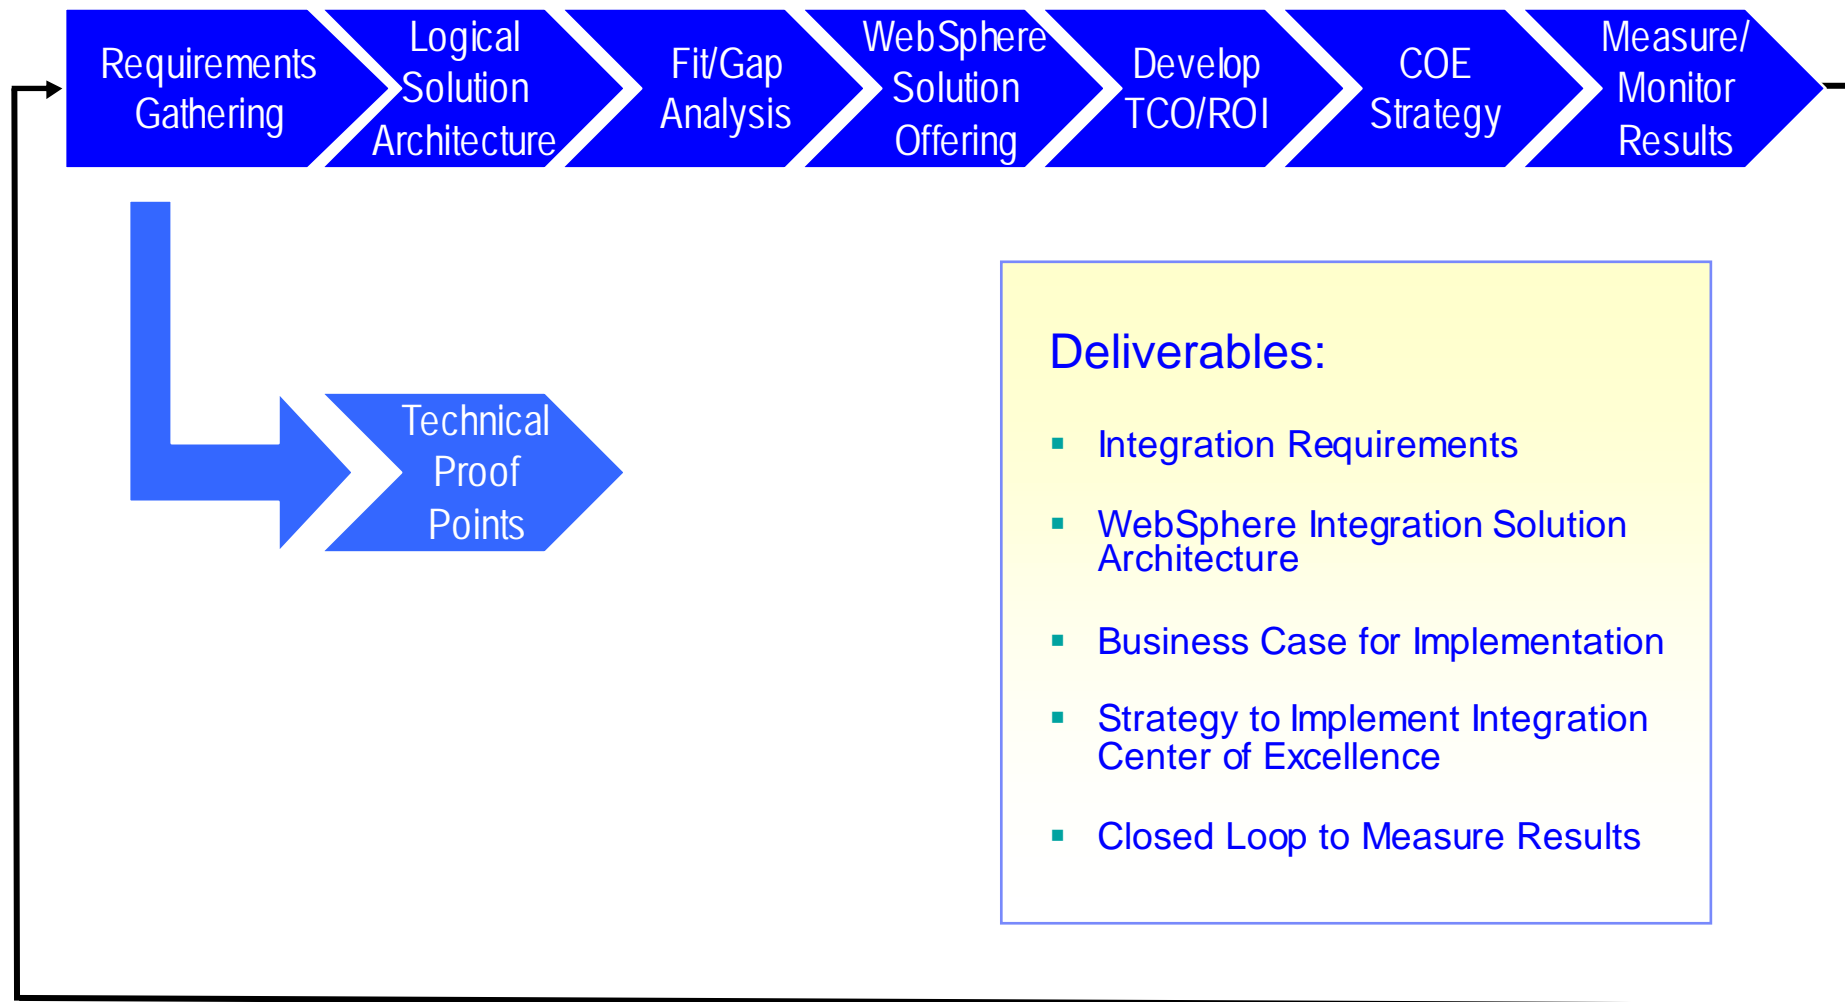 Requirements
Gathering
Logical
Solution
Architecture
Fit/Gap
Analysis
WebSphere
Solution
Offering
Develop
TCO/ROI
COE
Strategy
Measure/
Monitor
Results
Technical
Proof
Points
Deliverables:
▪ Integration Requirements
▪ WebSphere Integration Solution
Architecture
▪ Business Case for Implementation
▪ Strategy to Implement Integration
Center of Excellence
▪ Closed Loop to Measure Results